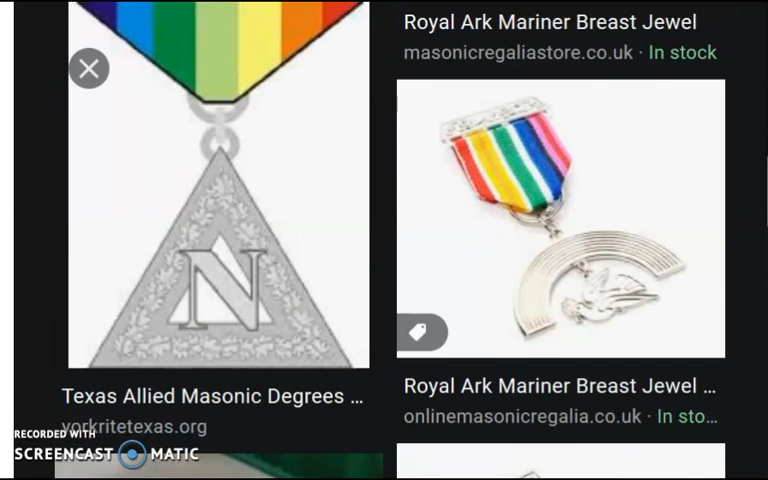 Royal Ark Mariner Breast Jewel
masonicregaliastore.co.uk · In stock
N
Texas Allied Masonic Degrees ...
yorkritetexas.org
Royal Ark Mariner Breast Jewel ...
onlinemasonicregalia.co.uk · In sto...
RECORDED WITH
SCREENCAST MATIC